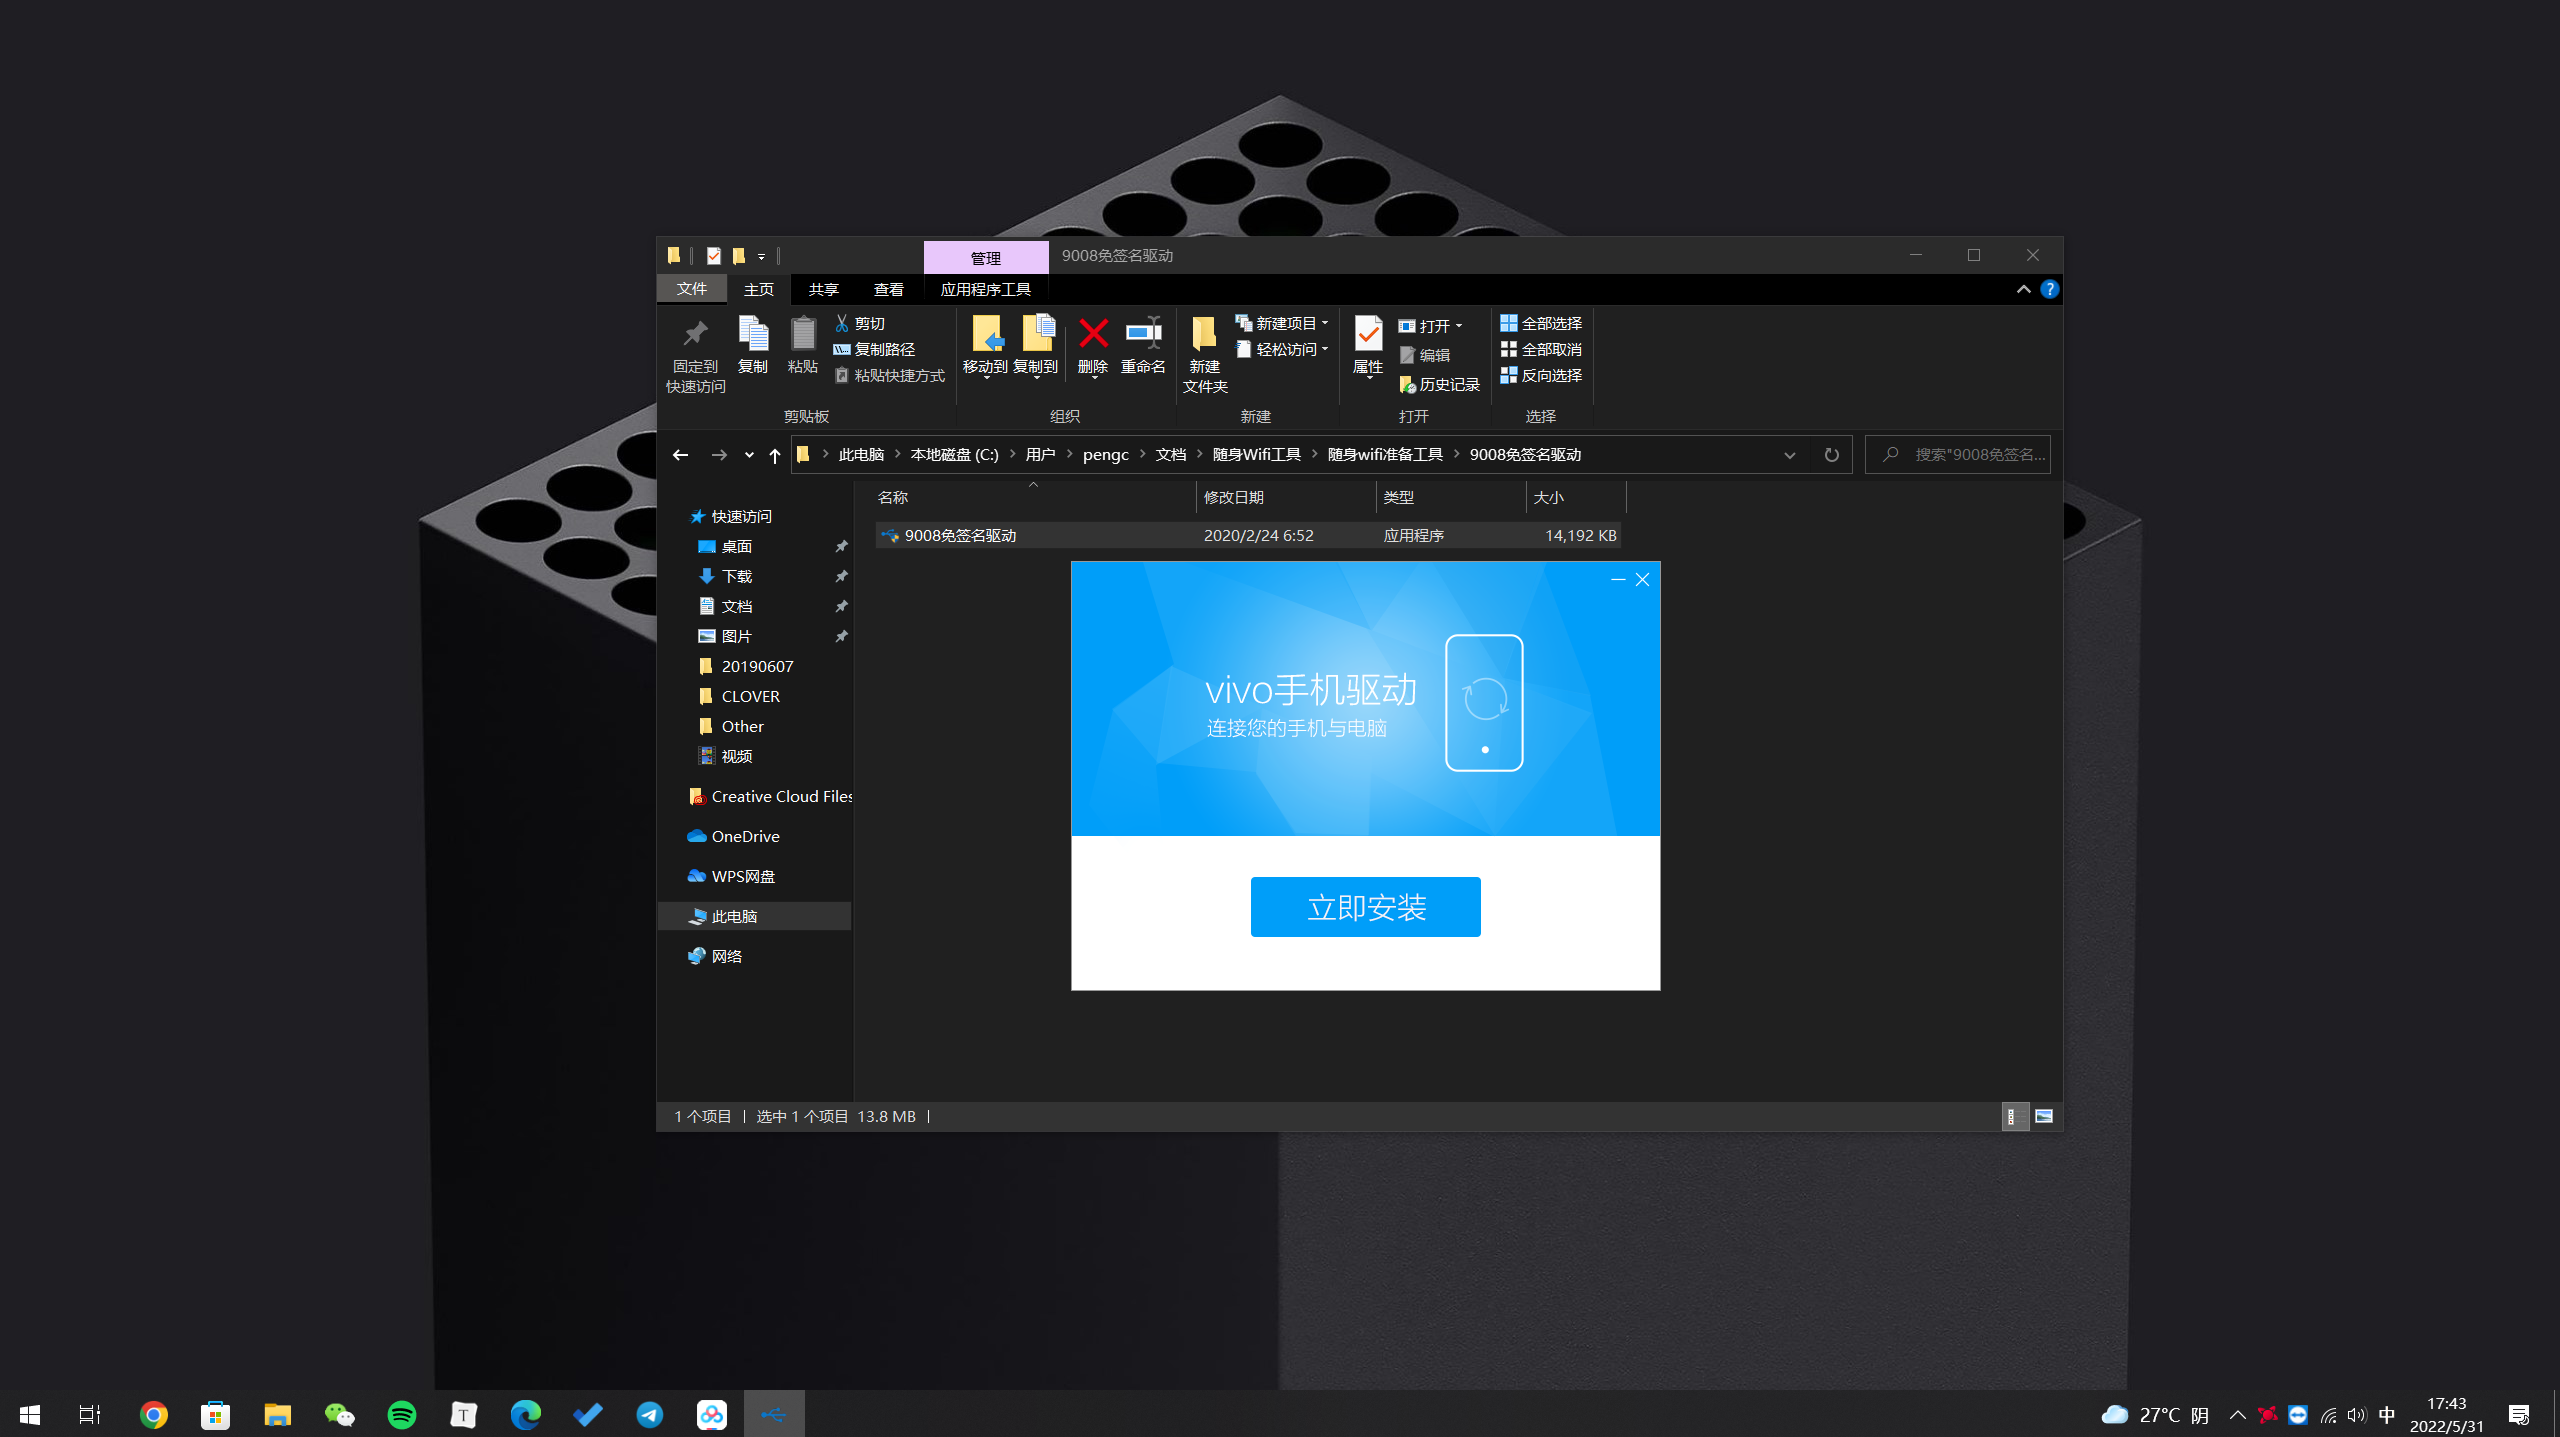 管理
9008免签名驱动
文件
主页
共享
查看
应用程序工具
固定到
快速访问
复制
粘贴
剪切
复制路径
粘贴快捷方式
剪贴板
移动到
复制到
删除
重命名
组织
新建
文件夹
新建项目
轻松访问
新建
属性
打开
编辑
历史记录
打开
全部选择
全部取消
反向选择
选择
此电脑
本地磁盘 (C:)
用户
pengc
文档
随身Wifi工具
随身wifi准备工具
9008免签名驱动
搜索"9008免签名...
名称
修改日期
类型
大小
9008免签名驱动
2020/2/24 6:52
应用程序
14,192 KB
快速访问
桌面
下载
文档
图片
20190607
CLOVER
Other
视频
Creative Cloud Files
OneDrive
WPS网盘
此电脑
网络
vivo手机驱动
连接您的手机与电脑
立即安装
1 个项目
选中 1 个项目 13.8 MB
27°C 阴
中
17:43
2022/5/31